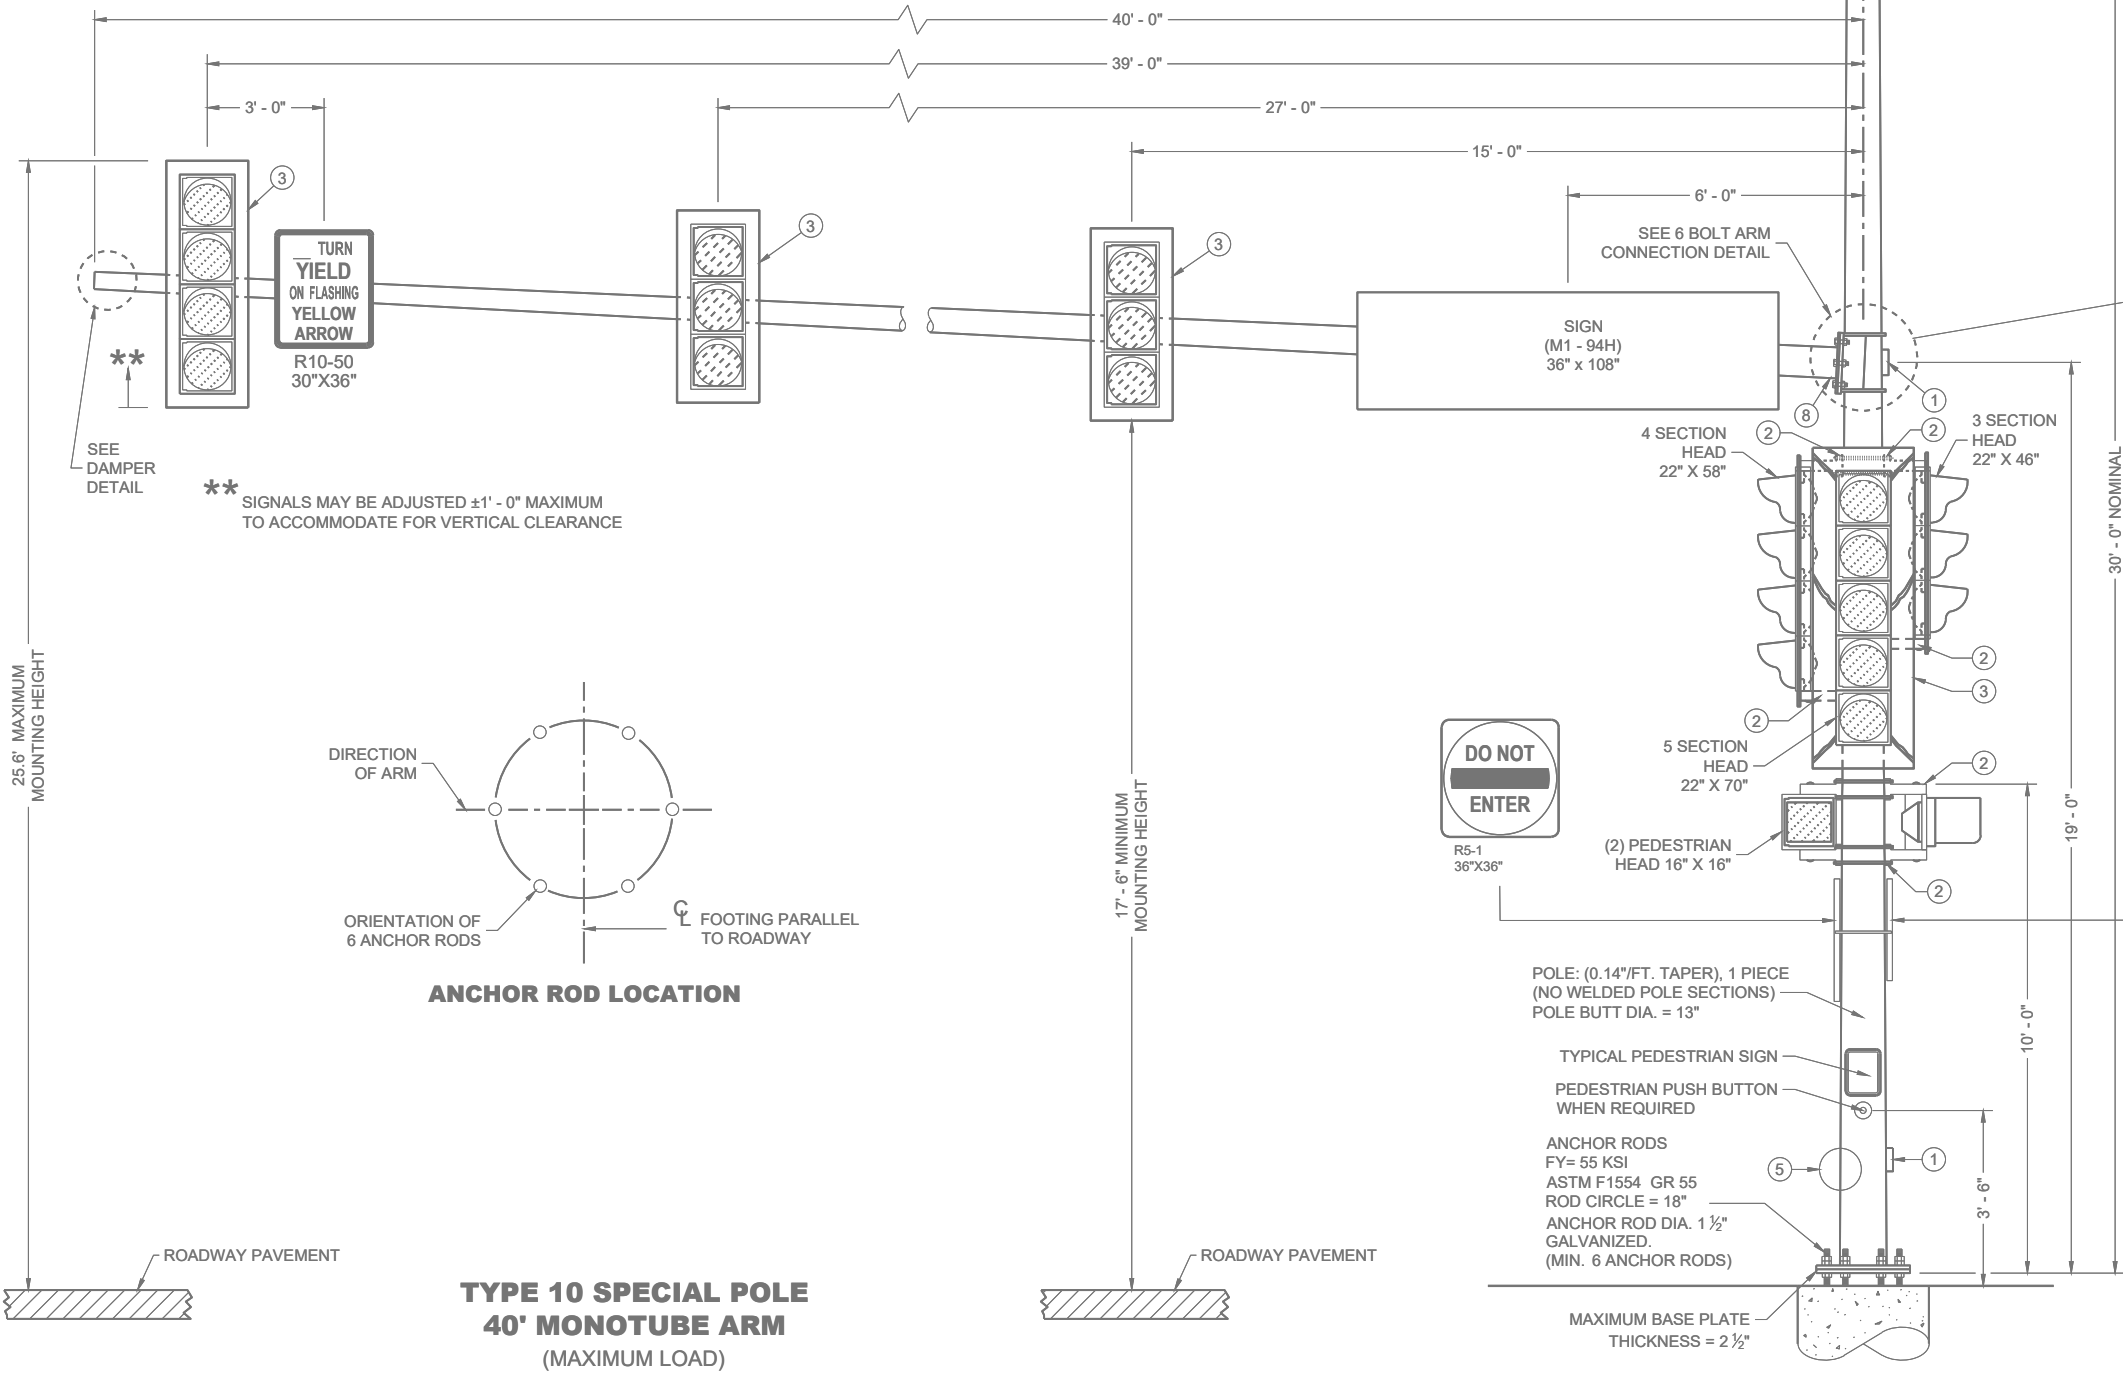 40' - 0"
39' - 0"
3' - 0"
27' - 0"
15' - 0"
6' - 0"
3
TURN
YIELD
ON FLASHING
YELLOW
ARROW
R10-50
30"X36"
**
SEE
DAMPER
DETAIL
** SIGNALS MAY BE ADJUSTED ±1' - 0" MAXIMUM
TO ACCOMMODATE FOR VERTICAL CLEARANCE
3
3
SEE 6 BOLT ARM
CONNECTION DETAIL
SIGN
(M1 - 94H)
36" x 108"
8
1
4 SECTION
HEAD
22" X 58"
2
2
3 SECTION
HEAD
22" X 46"
30' - 0" NOMINAL
25.6' MAXIMUM
MOUNTING HEIGHT
DIRECTION
OF ARM
ORIENTATION OF
6 ANCHOR RODS
CL FOOTING PARALLEL
TO ROADWAY
ANCHOR ROD LOCATION
17' - 6" MINIMUM
MOUNTING HEIGHT
DO NOT
ENTER
R5-1
36"X36"
2
3
2
5 SECTION
HEAD
22" X 70"
2
(2) PEDESTRIAN
HEAD 16" X 16"
2
19' - 0"
10' - 0"
POLE: (0.14"/FT. TAPER), 1 PIECE
(NO WELDED POLE SECTIONS)
POLE BUTT DIA. = 13"
TYPICAL PEDESTRIAN SIGN
PEDESTRIAN PUSH BUTTON
WHEN REQUIRED
ANCHOR RODS
FY= 55 KSI
ASTM F1554 GR 55
ROD CIRCLE = 18"
ANCHOR ROD DIA. 1 ½"
GALVANIZED.
(MIN. 6 ANCHOR RODS)
5
1
3' - 6"
ROADWAY PAVEMENT
ROADWAY PAVEMENT
MAXIMUM BASE PLATE
THICKNESS = 2 ½"
TYPE 10 SPECIAL POLE
40' MONOTUBE ARM
(MAXIMUM LOAD)